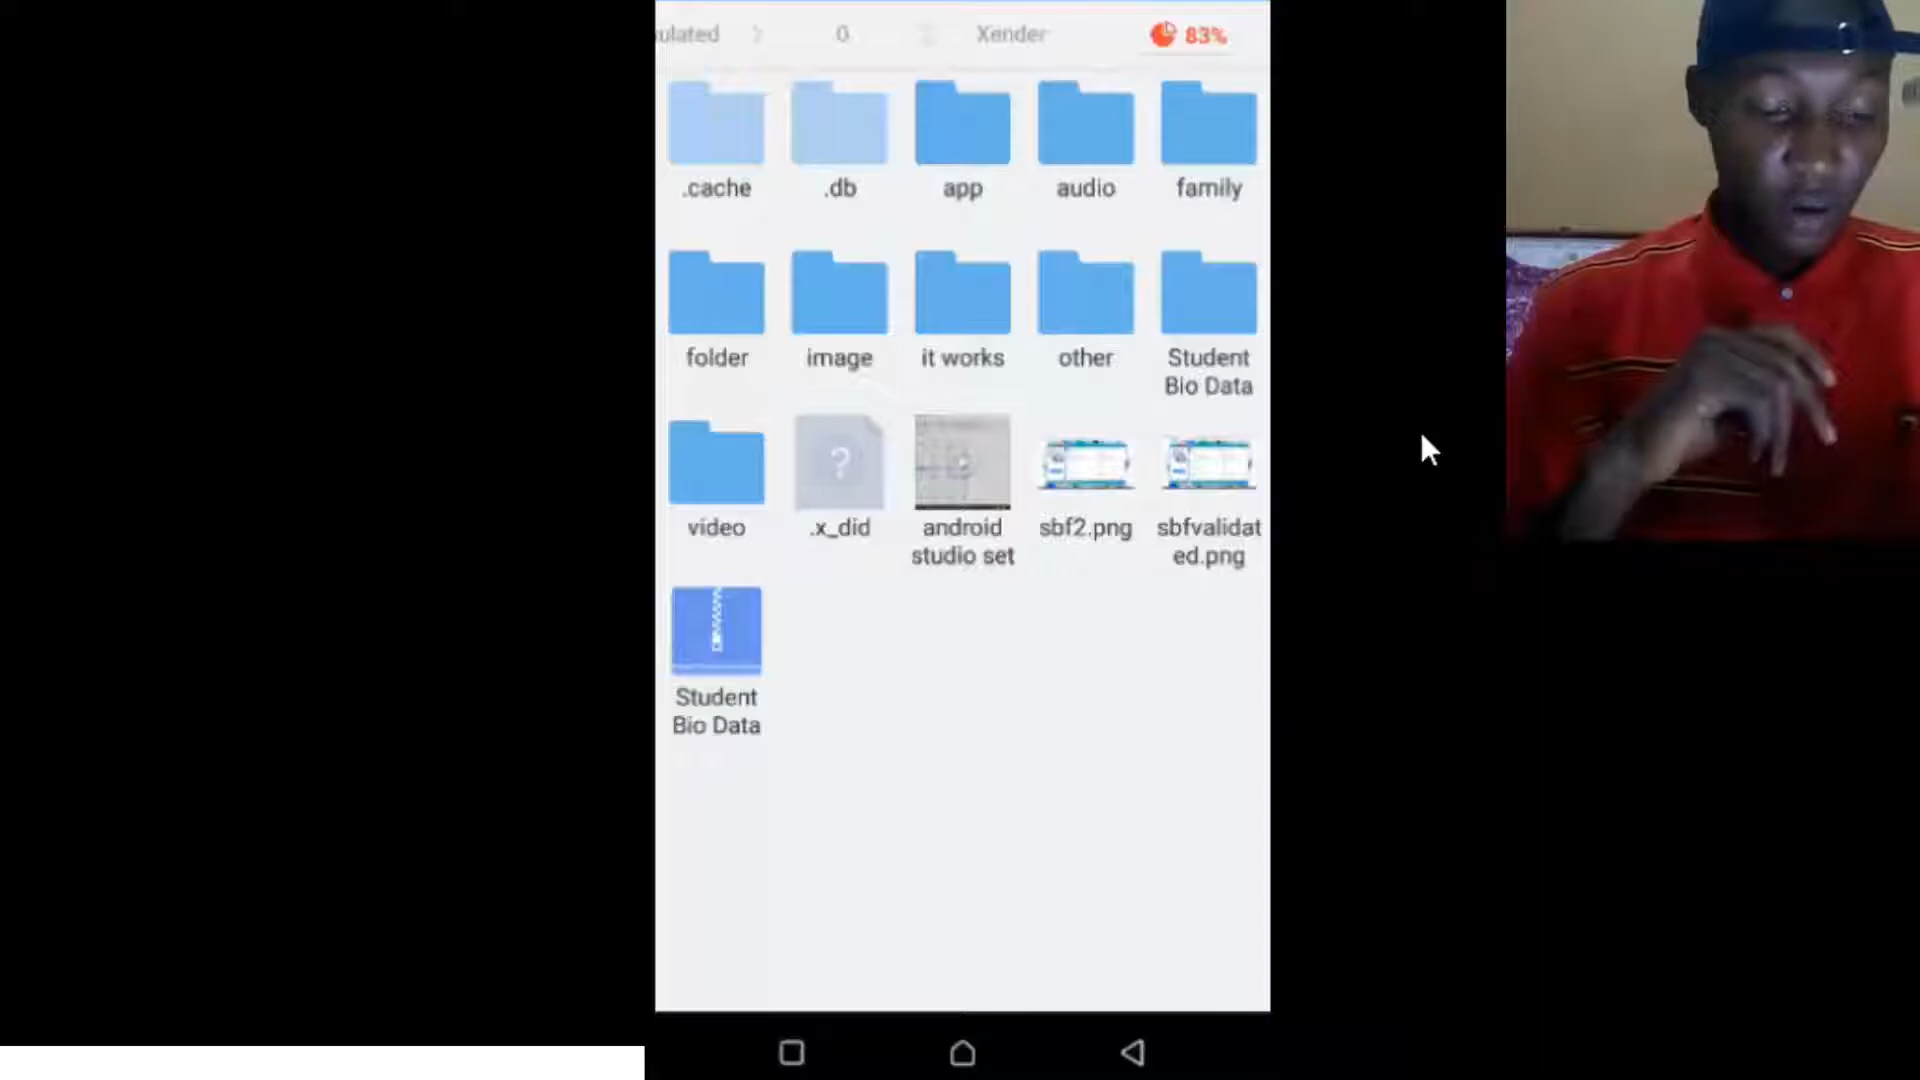 ulated > 0 > Xender 83%
.cache .db app audio family
folder image it works other Student
Bio Data
video .x_did android sbf2.png sbfvalidat
studio set ed.png
Student
Bio Data